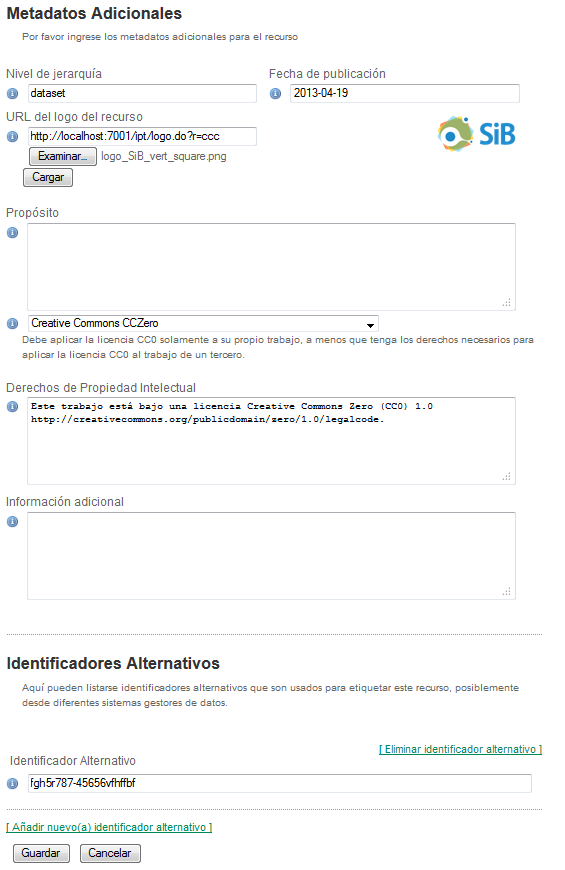 Metadatos Adicionales
Por favor ingrese los metadatos adicionales para el recurso
Nivel de jerarquía
Fecha de publicación
dataset
2013-04-19
URL del logo del recurso
http://localhost:7001/ipt/logo.do?r=ccc
SiB
Examinar... logo_SiB_vert_square.png
Cargar
Propósito
Creative Commons CCZero
Debe aplicar la licencia CC0 solamente a su propio trabajo, a menos que tenga los derechos necesarios para
aplicar la licencia CC0 al trabajo de un tercero.
Derechos de Propiedad Intelectual
Este trabajo está bajo una licencia Creative Commons Zero (CC0) 1.0
http://creativecommons.org/publicdomain/zero/1.0/legalcode.
Información adicional
Identificadores Alternativos
Aquí pueden listarse identificadores alternativos que son usados para etiquetar este recurso, posiblemente
desde diferentes sistemas gestores de datos.
[ Eliminar identificador alternativo ]
Identificador Alternativo
fgh5r787-45656vfhffbf
[ Añadir nuevo(a) identificador alternativo ]
Guardar Cancelar